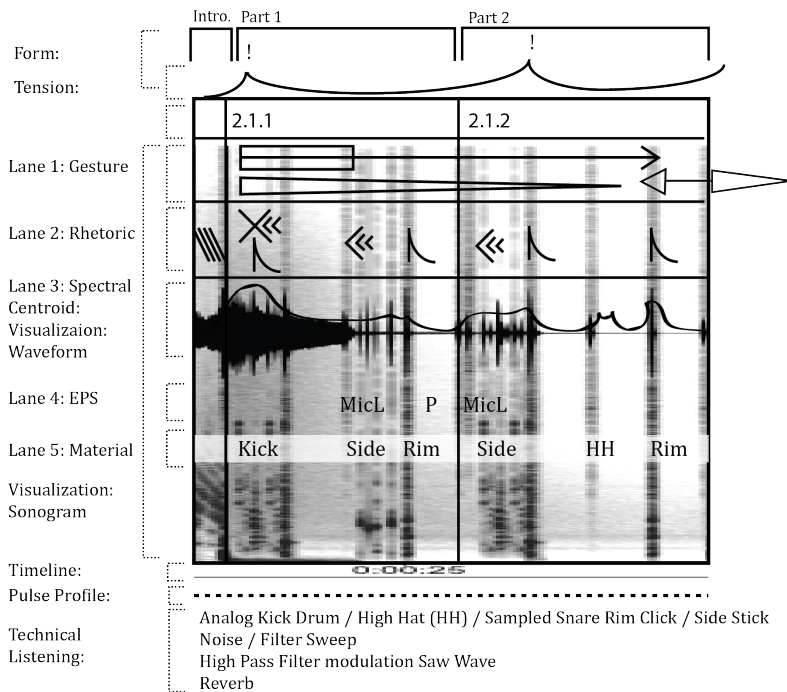 Intro. Part 1 Part 2
Form: ! !
Tension:
2.1.1 2.1.2
Lane 1: Gesture
Lane 2: Rhetoric
Lane 3: Spectral
Centroid:
Visualizaion:
Waveform
Lane 4: EPS MicL P MicL
Lane 5: Material Kick Side Rim Side HH Rim
Visualization:
Sonogram
Timeline: 0:00:25
Pulse Profile:
Technical
Listening:
Analog Kick Drum / High Hat (HH) / Sampled Snare Rim Click / Side Stick
Noise / Filter Sweep
High Pass Filter modulation Saw Wave
Reverb